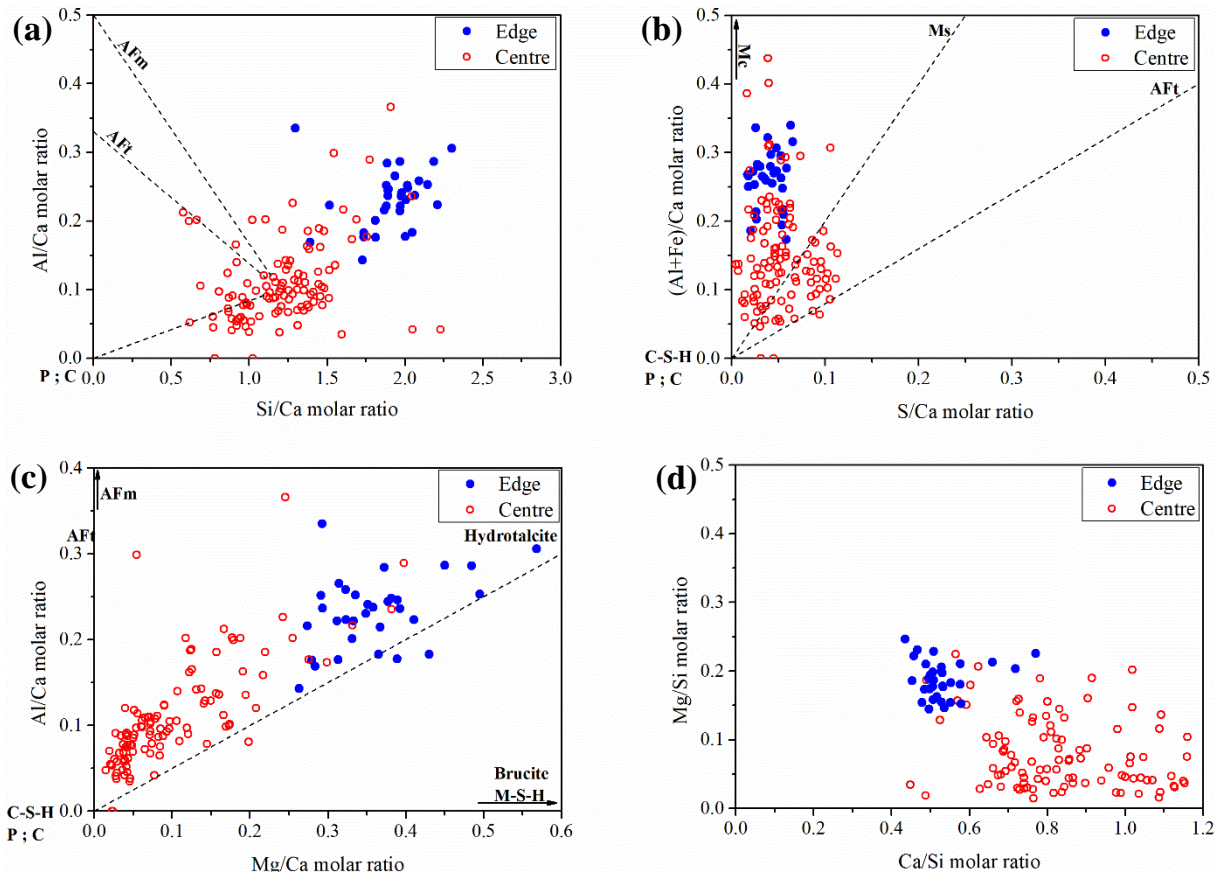 (a)
Edge
Centre
AFm
AFt
0.5
0.4
0.3
0.2
0.1
0.0
Al/Ca molar ratio
0.0 0.5 1.0 1.5 2.0 2.5 3.0
P ; C
Si/Ca molar ratio
(b)
Edge
Centre
Mc
Ms
AFt
0.5
0.4
0.3
0.2
0.1
0.0
(Al+Fe)/Ca molar ratio
C-S-H
P ; C
0.0 0.1 0.2 0.3 0.4 0.5
S/Ca molar ratio
(c)
Edge
Centre
AFm
AFt
Hydrotalcite
Brucite
M-S-H
0.4
0.3
0.2
0.1
0.0
Al/Ca molar ratio
C-S-H
P ; C
0.0 0.1 0.2 0.3 0.4 0.5 0.6
Mg/Ca molar ratio
(d)
Edge
Centre
0.5
0.4
0.3
0.2
0.1
0.0
Mg/Si molar ratio
0.0 0.2 0.4 0.6 0.8 1.0 1.2
Ca/Si molar ratio